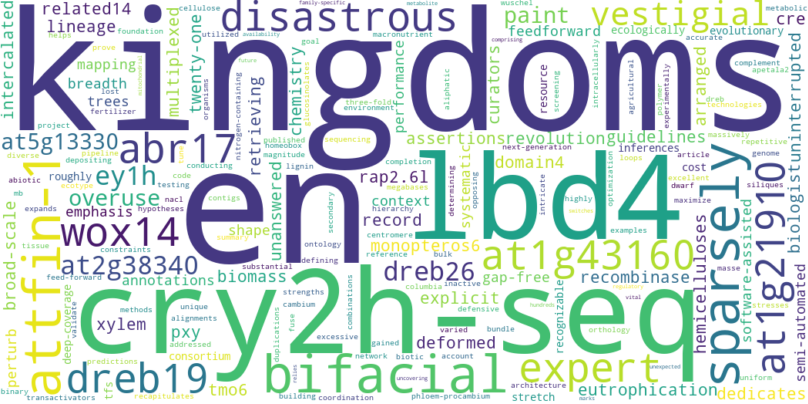 kingdoms
en
lbd4
cry2h-seq
disastrous
vestigial
paint
related14
lineage
intercalated
cellulose
helps
foundation
mapping
breadth
lost
trees
fertilizer
prove
multiplexed
twenty-one
utilized
organisms
nitrogen-containing
retrieving
chemistry
family-specific
metabolite
goal
macronutrient
three-fold
environment
performance
aliphatic
curators
feedforward
ecologically
resource
screening
intracellularly
polymer
agricultural
experimentally
arranged
evolutionary
accurate
wuschel
metabolic
cre
complement
apetala2
dreb
technologies
massively
repetitive
biologist
uninterrupted
at5g13330
abr17
project
published
homeobox
magnitude
sequencing
assertions
revolution
guidelines
next-generation
inferences
article
cost
genome
diverse
pipeline
depositing
roughly
ey1h
conducting
code
testing
nacl
contigs
hypotheses
mb
abiotic
expands
ecotype
tissue
overuse
emphasis
wox14
constraints
broad-scale
attfin-1
at2g38340
annotations
shape
biomass
unanswered
lignin
completion
megabases
rap2.6l
context
record
hierarchy
centromere
ontology
secondary
defining
feed-forward
substantial
reference
bulk
monopteros6
determining
opposing
systematic
domain4
intricate
loops
optimization
highly
examples
at1g43160
dwarf
siliques
excellent
maximize
sparsely
at1g21910
dreb26
gap-free
recombinase
columbia
inactive
explicit
strengths
cambium
combinations
duplications
fuse
excessive
deep-coverage
validate
xylem
methods
unique
alignments
pxy
addressed
consortium
gained
network
biotic
account
defensive
varied
bundle
deformed
recognizable
orthology
hundreds
vital
hemicelluloses
software-assisted
masse
stresses
semi-automated
perturb
binary
transactivators
dreb19
predictions
tfs
recapitulates
tmo6
bifacial
relies
building
coordination
uncovering
phloem-procambium
architecture
stretch
expert
unexpected
comprising
eutrophication
marks
uniform
dedicates